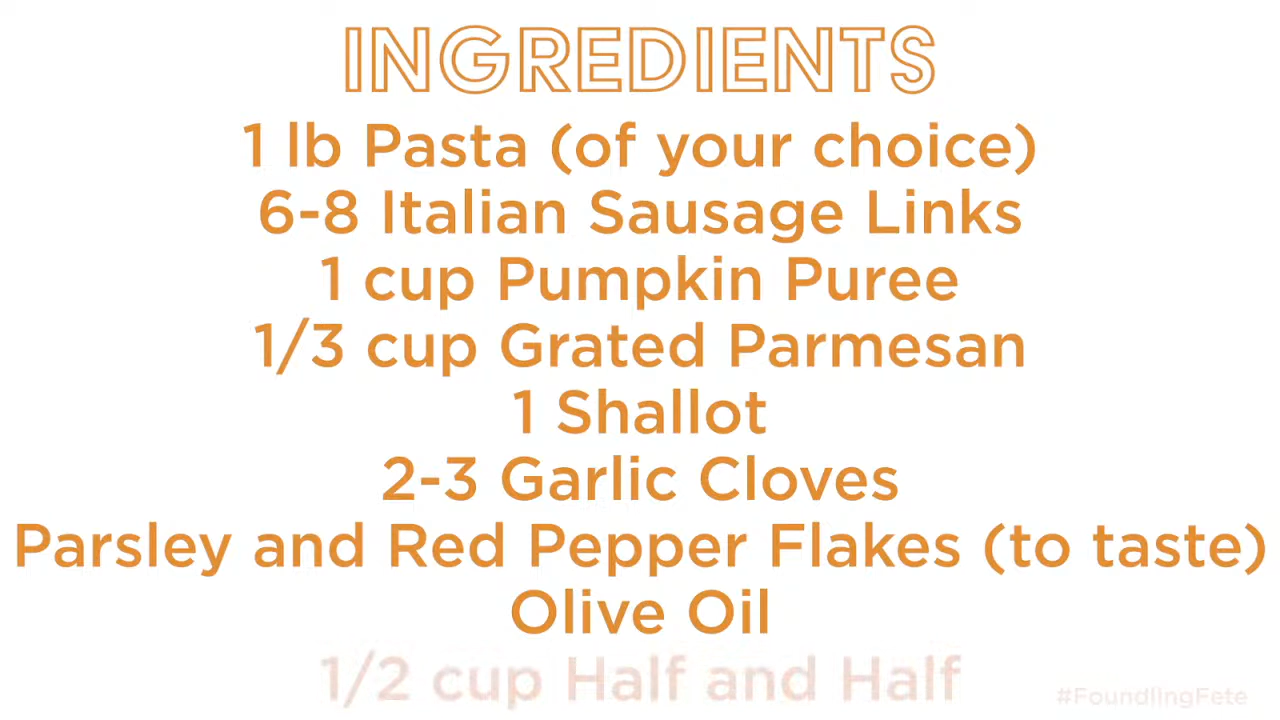 INGREDIENTS
1 lb Pasta (of your choice)
6-8 Italian Sausage Links
1 cup Pumpkin Puree
1/3 cup Grated Parmesan
1 Shallot
2-3 Garlic Cloves
Parsley and Red Pepper Flakes (to taste)
Olive Oil
1/2 cup Half and Half
#FoundlingFete